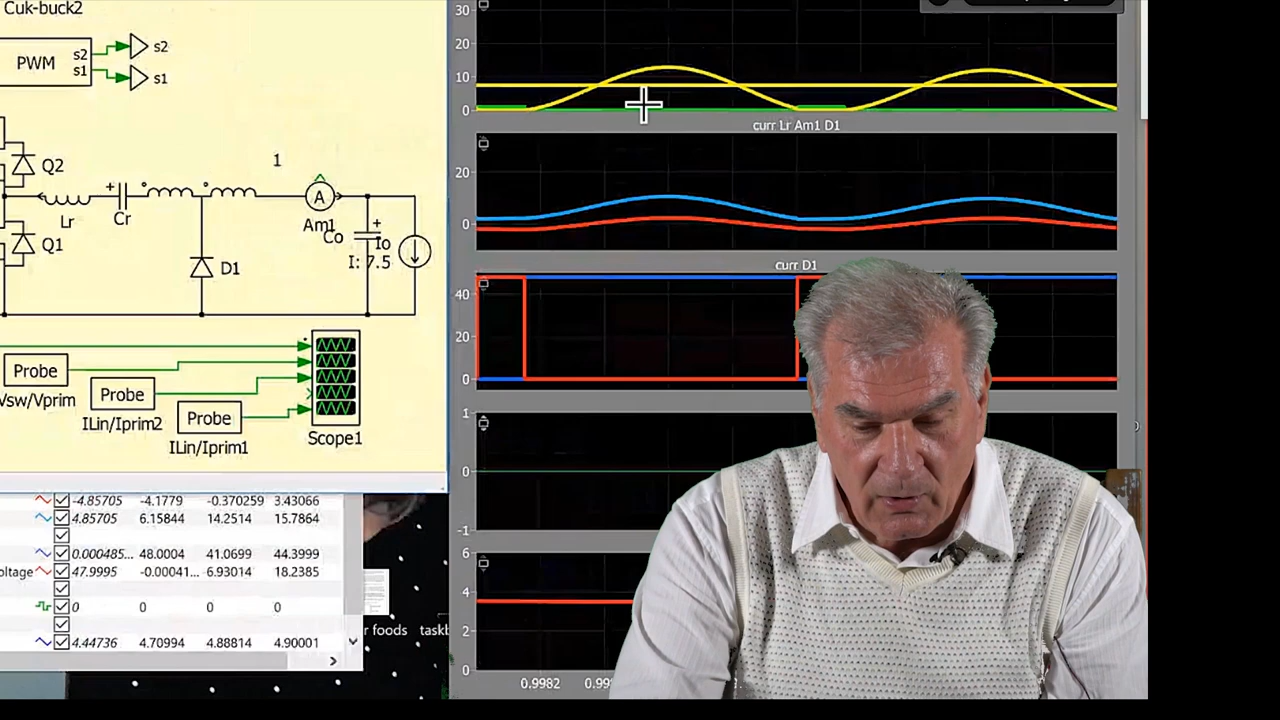 Cuk-buck2
PWM
s2
s1
s2
s1
Q2
1
Lr
Cr
A
Am1
Co
Io
Q1
I: 7.5
D1
Probe
Vsw/Vprim
Probe
ILin/Iprim2
Probe
ILin/Iprim1
Scope1
-4.85705 -4.1779 -0.370259 3.43066
4.85705 6.15844 14.2514 15.7864
0.000485... 48.0004 41.0699 44.3999
oltage 47.9995 -0.00041... 6.93014 18.2385
0 0 0 0
4.44736 4.70994 4.88814 4.90001
r foods taskb
30
20
10
0
curr Lr Am1 D1
20
0
curr D1
40
20
0
1
0
-1
6
4
2
0
0.9982